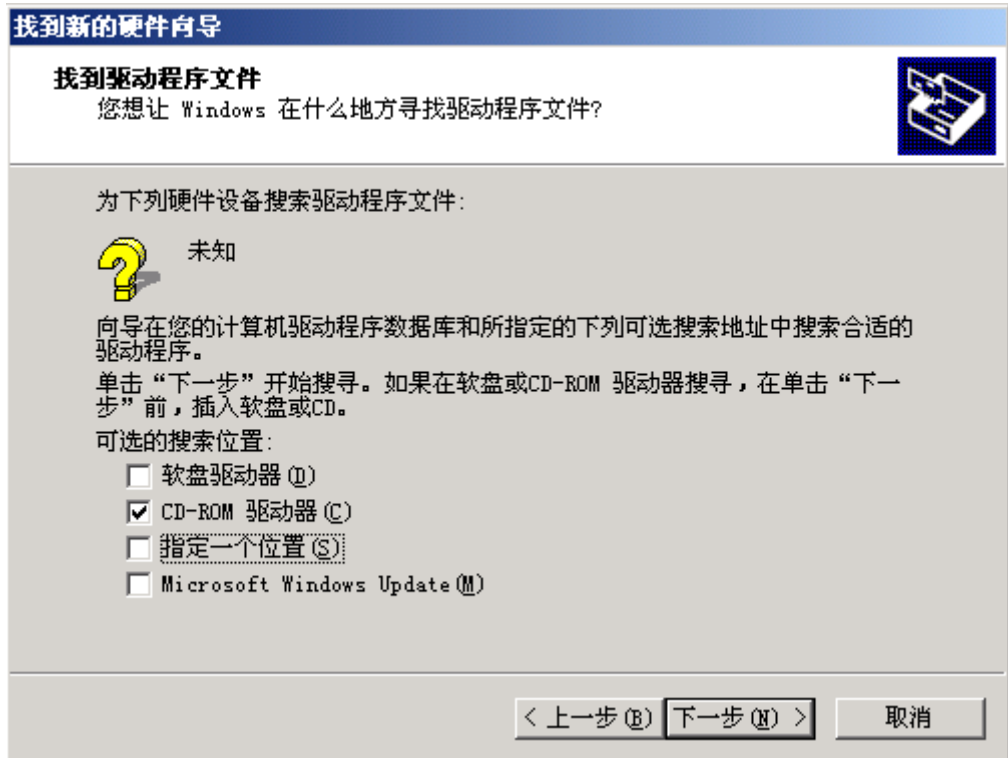 找到新的硬件向导
找到驱动程序文件
您想让 Windows 在什么地方寻找驱动程序文件?
为下列硬件设备搜索驱动程序文件:
未知
向导在您的计算机驱动程序数据库和所指定的下列可选搜索地址中搜索合适的
驱动程序。
单击“下一步”开始搜寻。如果在软盘或CD-ROM 驱动器搜寻，在单击“下一
步”前，插入软盘或CD。
可选的搜索位置:
软盘驱动器(D)
CD-ROM 驱动器(C)
指定一个位置(S)
Microsoft Windows Update(M)
< 上一步(B) 下一步(N) > 取消